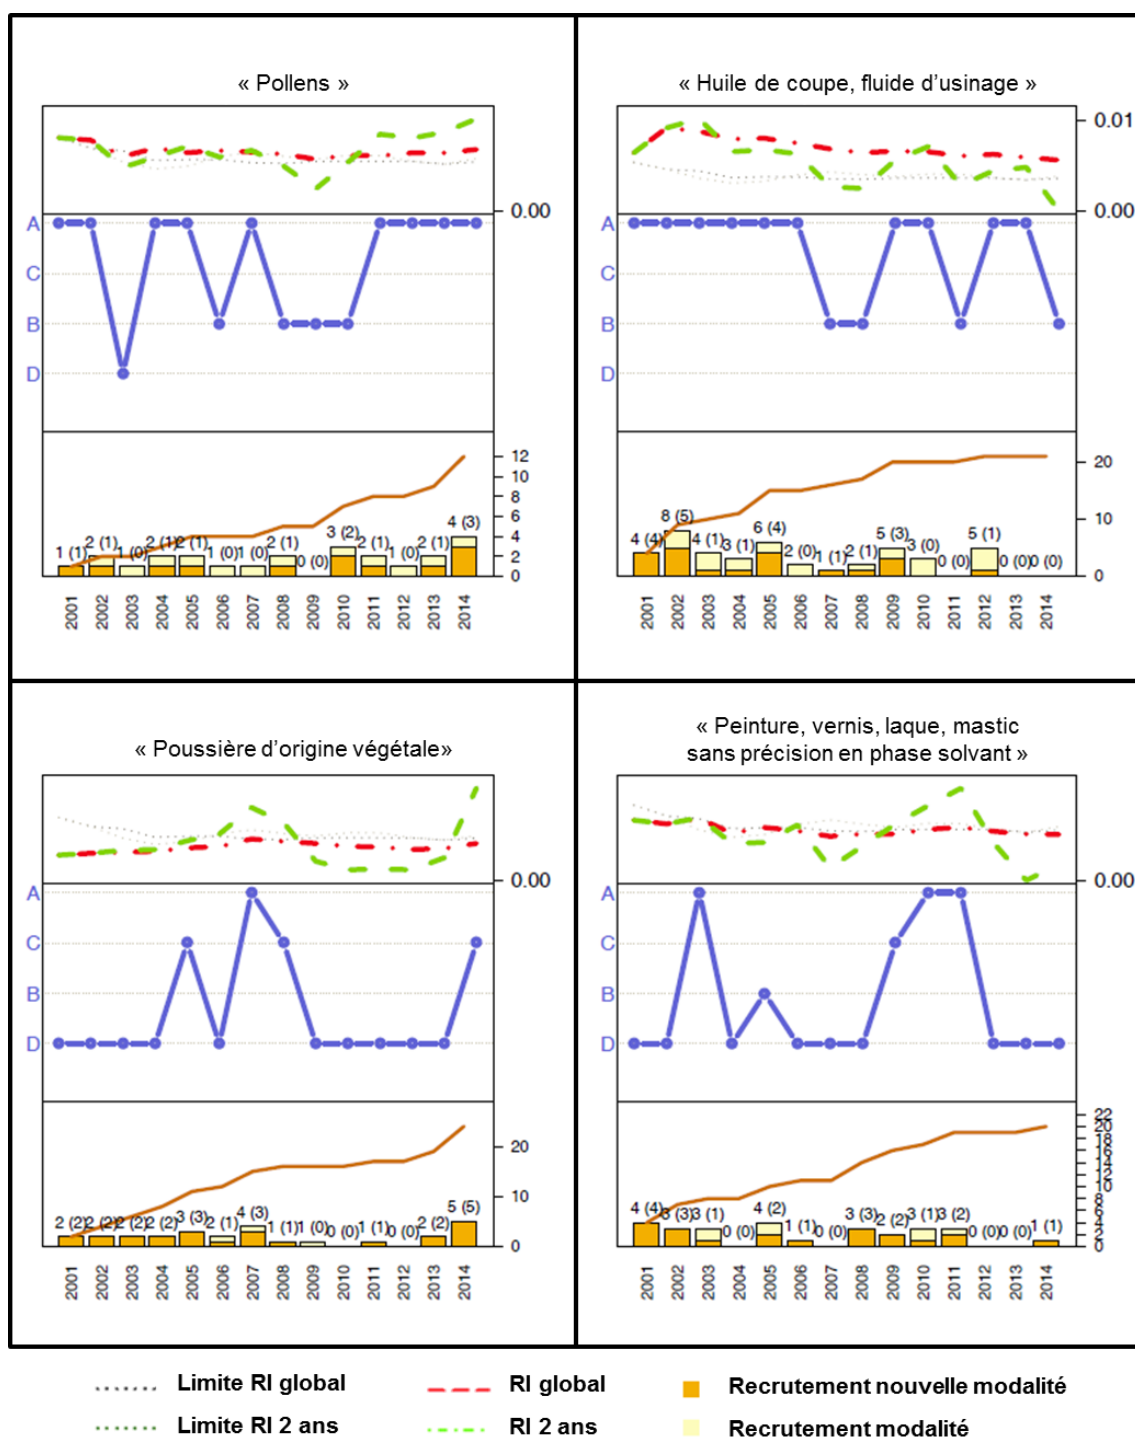 « Pollens »
0.00
A
C
B
D
12
10
8
6
4
2
0
1 (1) 2 (1) 1 (0) 2 (1) 2 (1) 1 (0) 1 (0) 2 (1) 0 (0) 3 (2) 2 (1) 1 (0) 2 (1) 4 (3)
2001 2002 2003 2004 2005 2006 2007 2008 2009 2010 2011 2012 2013 2014
« Huile de coupe, fluide d’usinage »
0.01
0.00
A
C
B
D
20
10
0
4 (4) 8 (5) 4 (1) 3 (1) 6 (4) 2 (0) 1 (1) 2 (1) 5 (3) 3 (0) 0 (0) 5 (1) 0 (0) 0 (0)
2001 2002 2003 2004 2005 2006 2007 2008 2009 2010 2011 2012 2013 2014
« Poussière d’origine végétale»
0.00
A
C
B
D
20
10
0
2 (2) 2 (2) 2 (2) 2 (2) 3 (3) 2 (1) 4 (3) 1 (1) 1 (0) 0 (0) 1 (1) 0 (0) 2 (2) 5 (5)
2001 2002 2003 2004 2005 2006 2007 2008 2009 2010 2011 2012 2013 2014
« Peinture, vernis, laque, mastic
sans précision en phase solvant »
0.00
A
C
B
D
22
20
18
16
14
12
10
8
6
4
2
0
4 (4) 3 (3) 3 (1) 0 (0) 4 (2) 1 (1) 0 (0) 3 (3) 2 (2) 3 (1) 3 (2) 0 (0) 0 (0) 1 (1)
2001 2002 2003 2004 2005 2006 2007 2008 2009 2010 2011 2012 2013 2014
Limite RI global RI global Recrutement nouvelle modalité
Limite RI 2 ans RI 2 ans Recrutement modalité